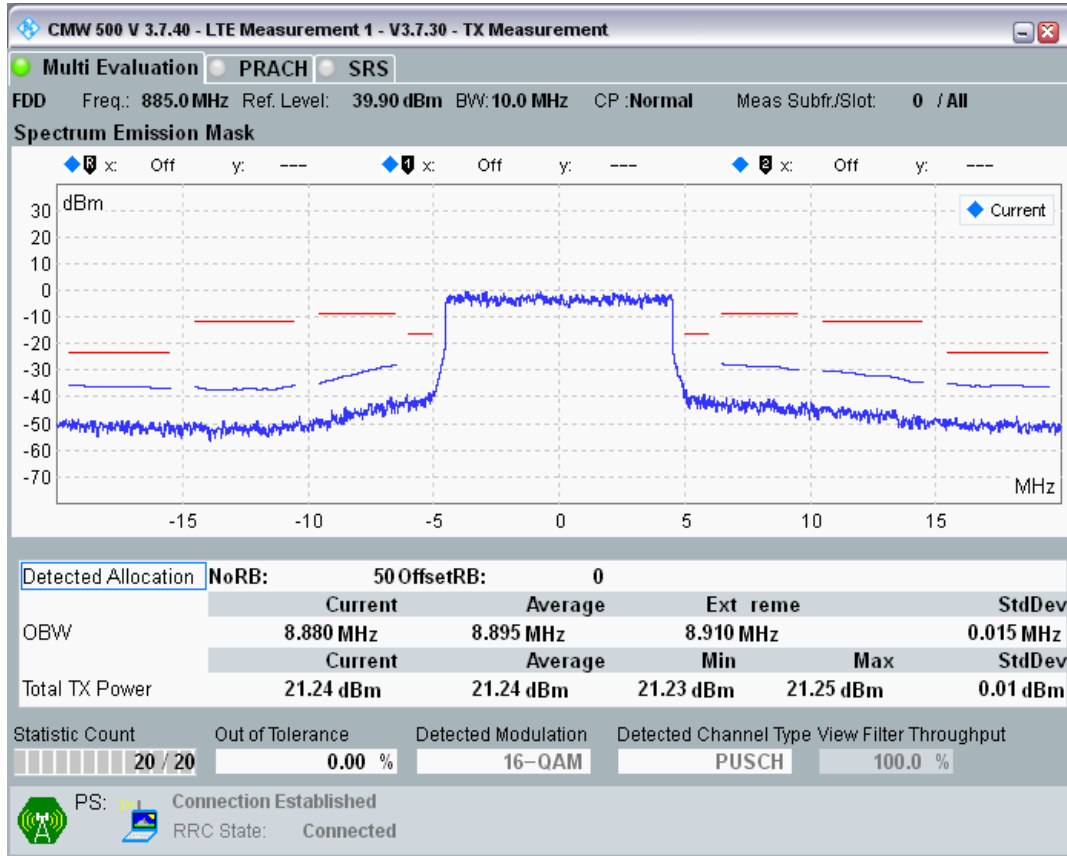 CMW 500 V 3.7.40 - LTE Measurement 1 - V3.7.30 - TX Measurement
Multi Evaluation PRACH SRS
FDD Freq.: 885.0 MHz Ref. Level: 39.90 dBm BW: 10.0 MHz CP :Normal Meas Subfr./Slot: 0 / All
Spectrum Emission Mask
R x: Off y: --- 1 x: Off y: --- 2 x: Off y: ---
dBm
Current
30
20
10
0
-10
-20
-30
-40
-50
-60
-70
MHz
-15 -10 -5 0 5 10 15
Detected Allocation NoRB: 50 OffsetRB: 0
Current Average Ext reme StdDev
OBW 8.880 MHz 8.895 MHz 8.910 MHz 0.015 MHz
Current Average Min Max StdDev
Total TX Power 21.24 dBm 21.24 dBm 21.23 dBm 21.25 dBm 0.01 dBm
Statistic Count Out of Tolerance Detected Modulation Detected Channel Type View Filter Throughput
20 / 20 0.00 % 16-QAM PUSCH 100.0 %
PS: Connection Established
RRC State: Connected